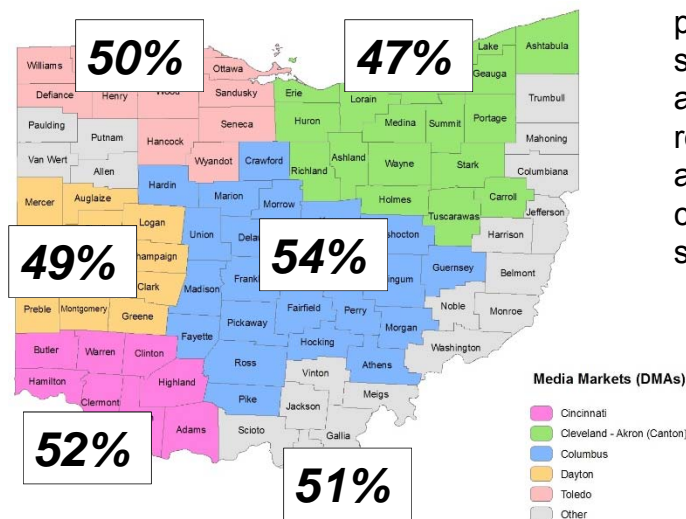 50%
47%
49%
54%
52%
51%
Williams
Ottawa
Lake
Ashtabula
Geauga
Defiance
Henry
Sandusky
Erie
Lorain
Trumbull
Paulding
Putnam
Hancock
Seneca
Huron
Medina
Summit
Portage
Mahoning
Van Wert
Allen
Wyandot
Crawford
Richland
Ashland
Wayne
Stark
Columbiana
Mercer
Auglaize
Hardin
Marion
Morrow
Holmes
Carroll
Tuscarawas
Jefferson
Logan
Union
Harrison
Clark
Madison
Guernsey
Belmont
Preble
Montgomery
Greene
Fayette
Pickaway
Fairfield
Perry
Morgan
Noble
Monroe
Washington
Butler
Warren
Clinton
Ross
Hocking
Athens
Hamilton
Clermont
Highland
Vinton
Meigs
Pike
Jackson
Adams
Scioto
Gallia
Media Markets (DMAs)
Cincinnati
Cleveland - Akron (Canton)
Columbus
Dayton
Toledo
Other